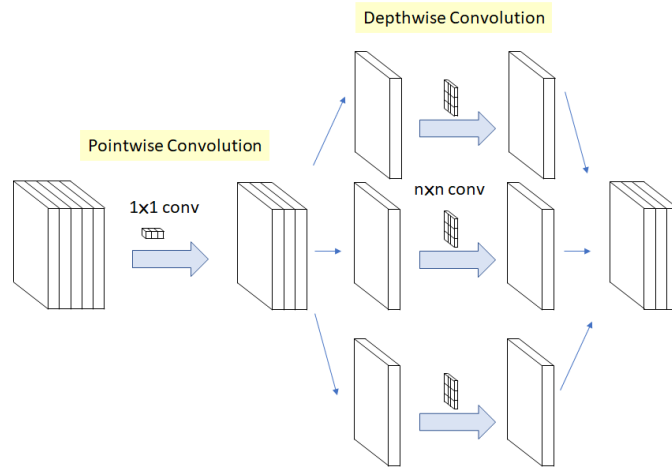 Depthwise Convolution
Pointwise Convolution
1x1 conv
nxn conv